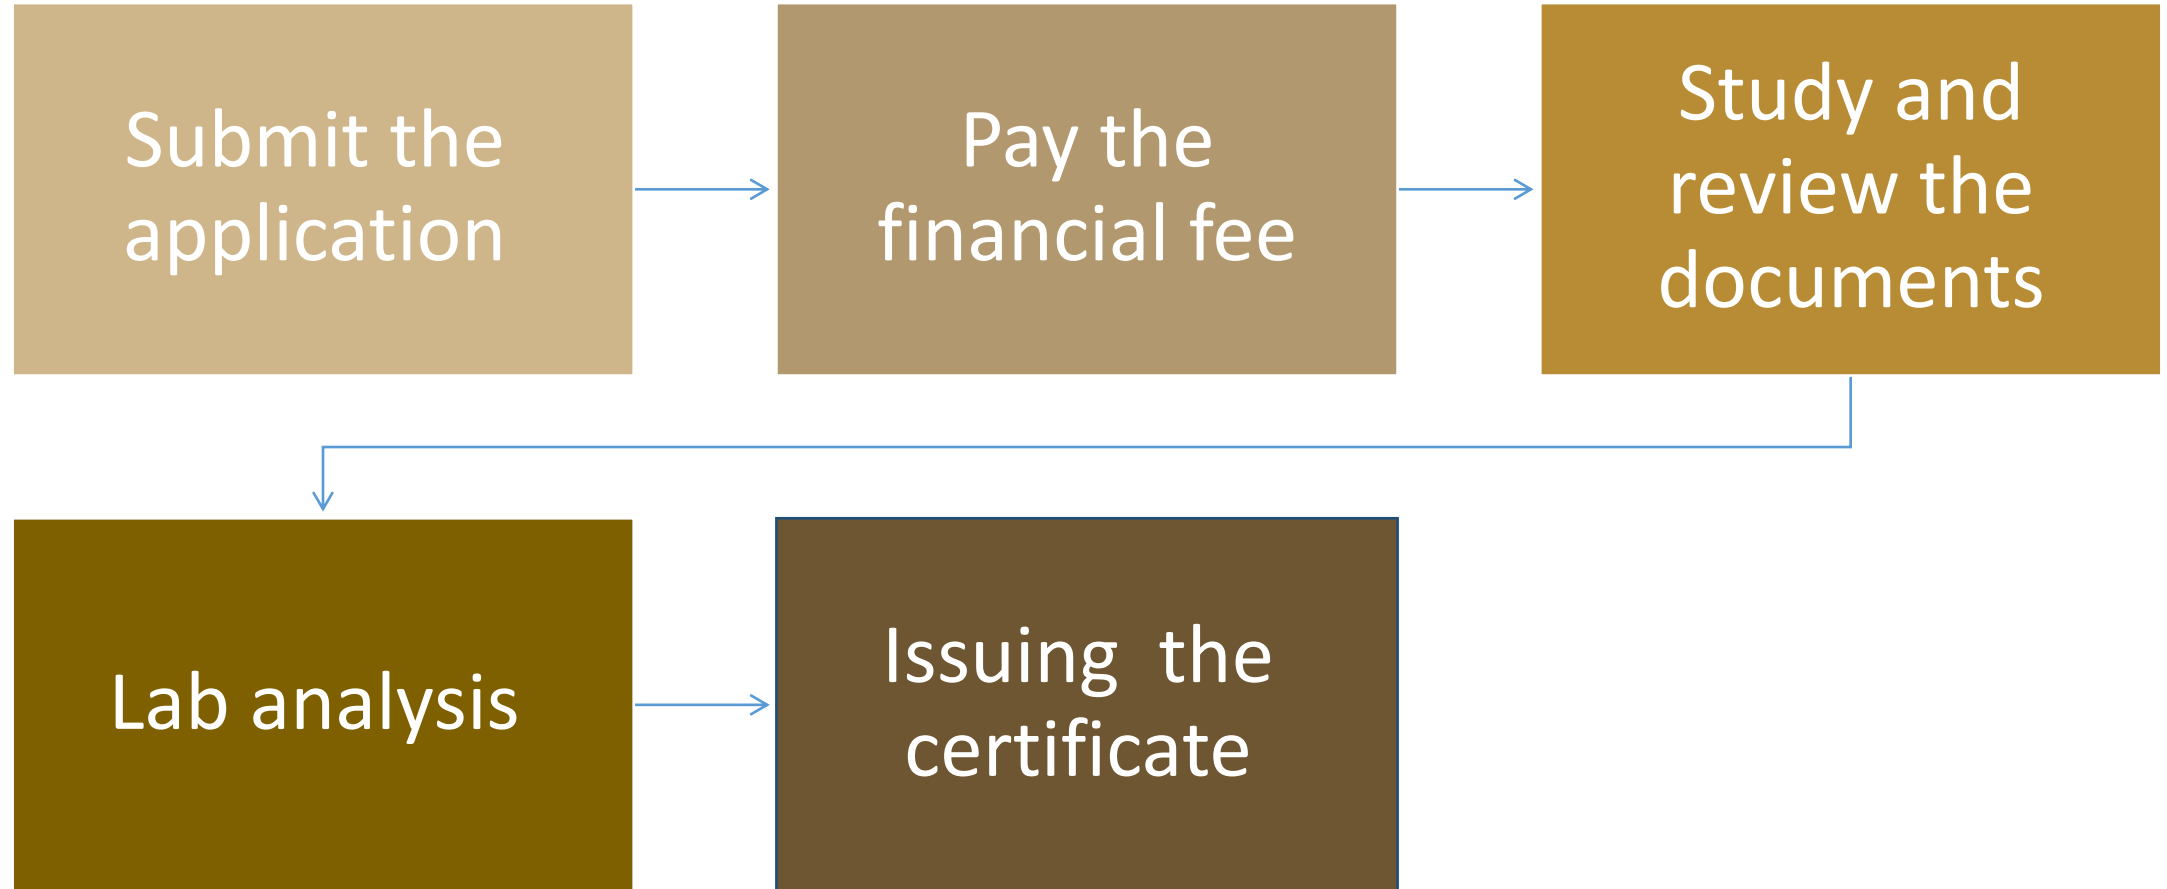 Submit the
application
Pay the
financial fee
Study and
review the
documents
Lab analysis
Issuing  the
certificate